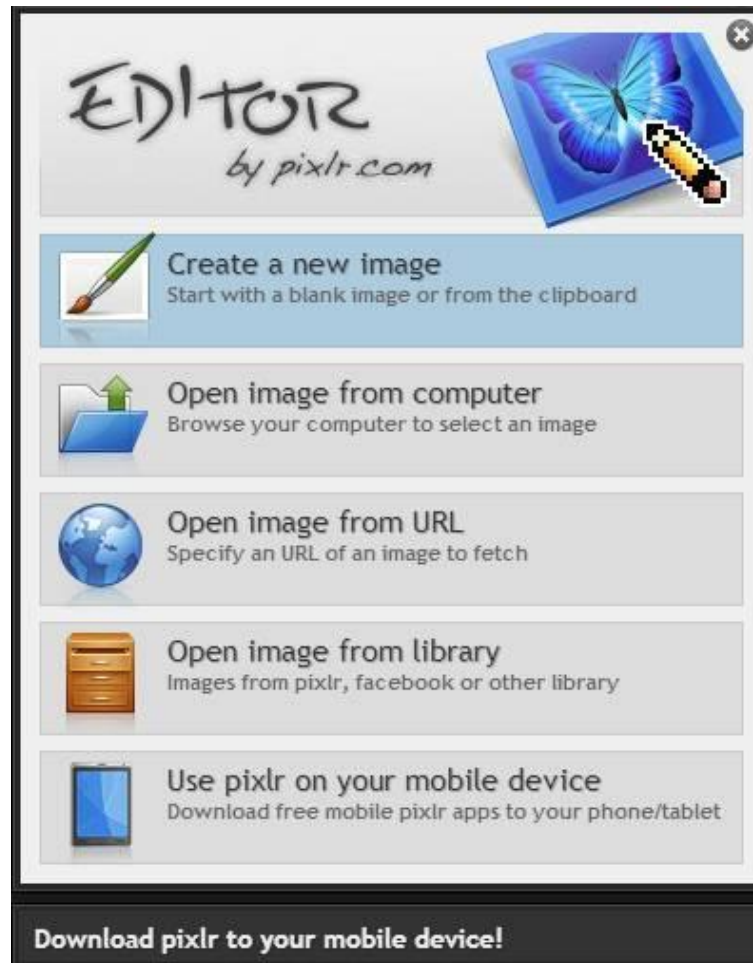 EDITOR
by pixlr.com
Create a new image
Start with a blank image or from the clipboard
Open image from computer
Browse your computer to select an image
Open image from URL
Specify an URL of an image to fetch
Open image from library
Images from pixlr, facebook or other library
Use pixlr on your mobile device
Download free mobile pixlr apps to your phone/tablet
Download pixlr to your mobile device!